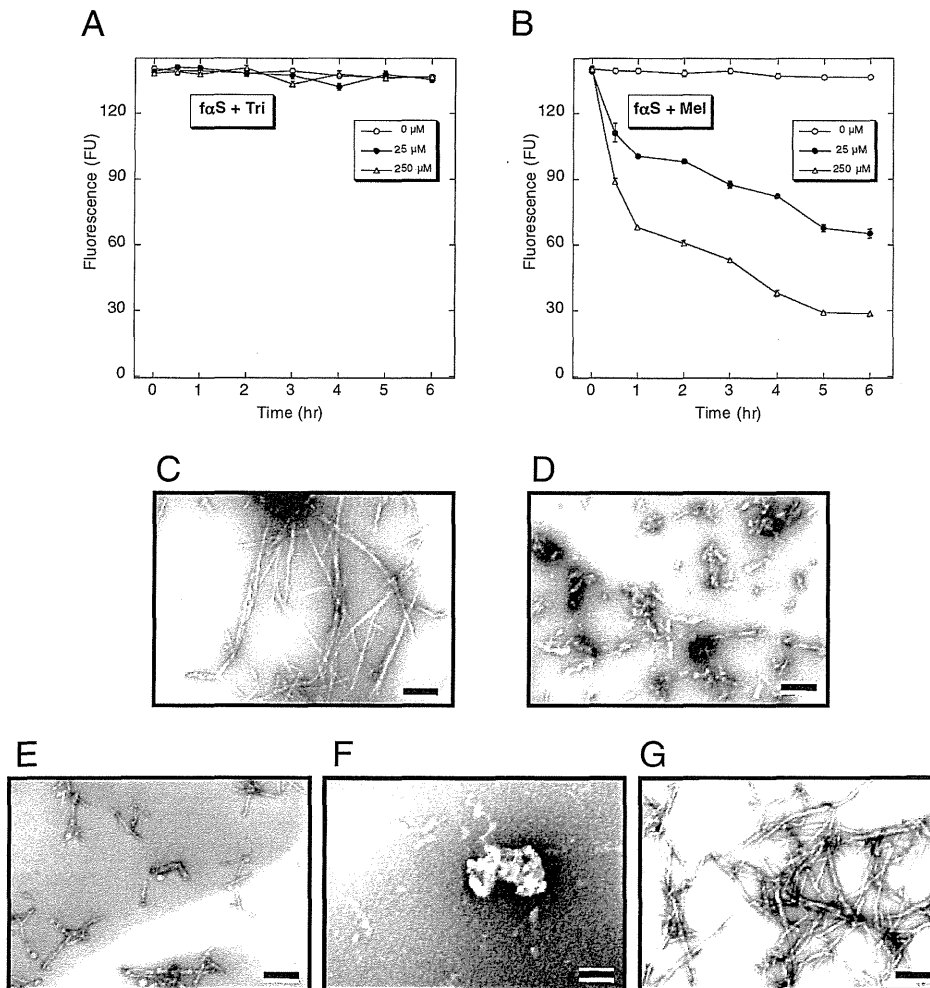 A
B
fαS + Tri
0 µM
25 µM
250 µM
120
90
60
30
0
Fluorescence (FU)
0 1 2 3 4 5 6
Time (hr)
fαS + Mel
0 µM
25 µM
250 µM
120
90
60
30
0
Fluorescence (FU)
0 1 2 3 4 5 6
Time (hr)
C
D
E
F
G